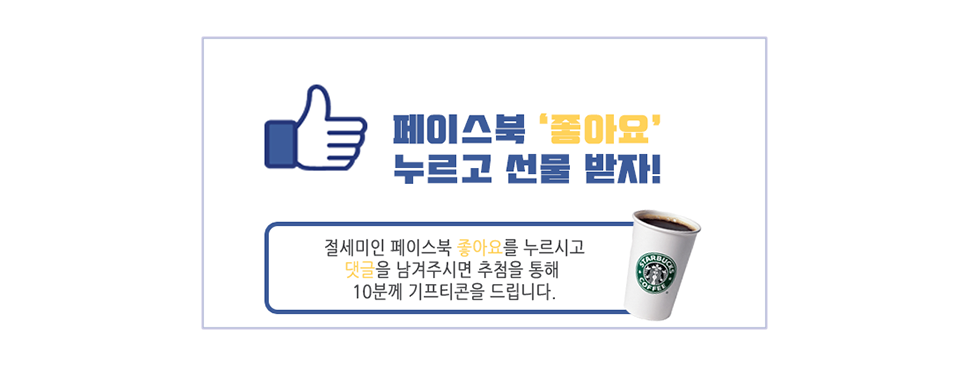 페이스북 '좋아요'
누르고 선물 받자!
절세미인 페이스북 좋아요를 누르시고
댓글을 남겨주시면 추첨을 통해
10분께 기프티콘을 드립니다.
STARBUCKS
COFFEE